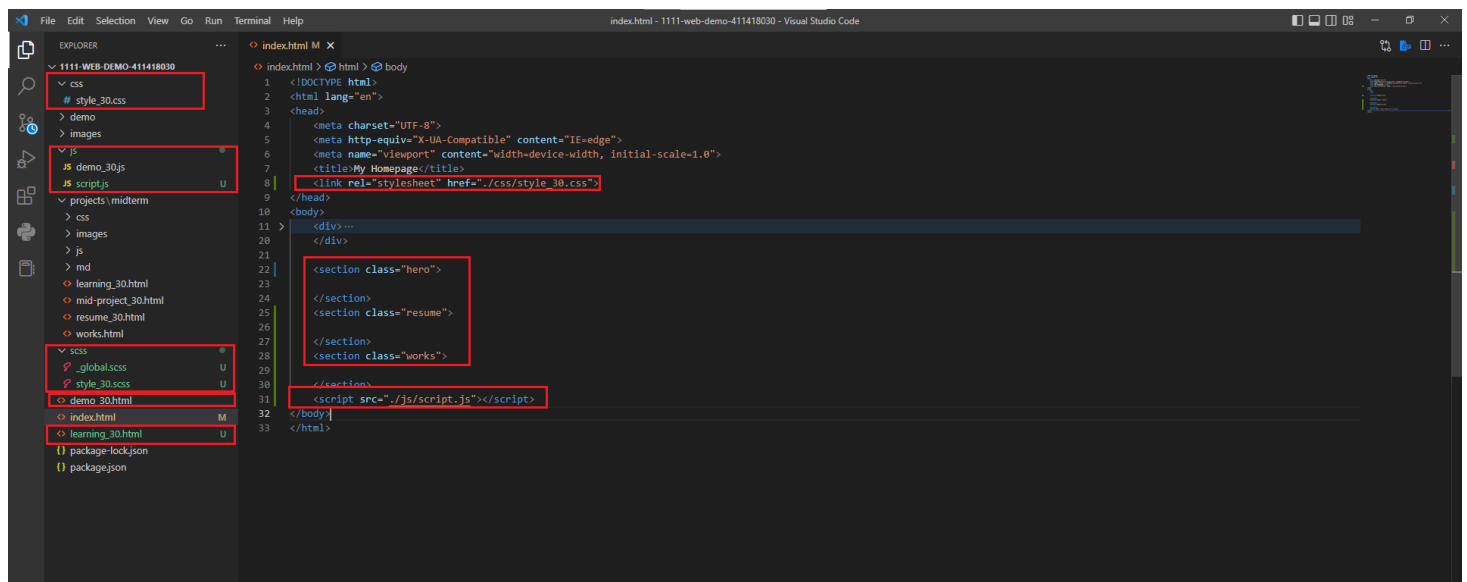 File Edit Selection View Go Run Terminal Help
index.html - 1111-web-demo-411418030 - Visual Studio Code
EXPLORER
1111-WEB-DEMO-411418030
css
# style_30.css
demo
images
js
JS demo_30.js
JS script.js U
projects\midterm
css
images
js
md
<> learning_30.html
<> mid-project_30.html
<> resume_30.html
<> works.html
scss
_global.scss U
style_30.scss U
<> demo_30.html
<> index.html M
<> learning_30.html U
{} package-lock.json
{} package.json
<> index.html M X
<> index.html > html > body
1 <!DOCTYPE html>
2 <html lang="en">
3 <head>
4 <meta charset="UTF-8">
5 <meta http-equiv="X-UA-Compatible" content="IE=edge">
6 <meta name="viewport" content="width=device-width, initial-scale=1.0">
7 <title>My Homepage</title>
8 <link rel="stylesheet" href="./css/style_30.css">
9 </head>
10 <body>
11 > <div>…
20 </div>
21
22 <section class="hero">
23
24 </section>
25 <section class="resume">
26
27 </section>
28 <section class="works">
29
30 </section>
31 <script src="./js/script.js"></script>
32 </body>
33 </html>